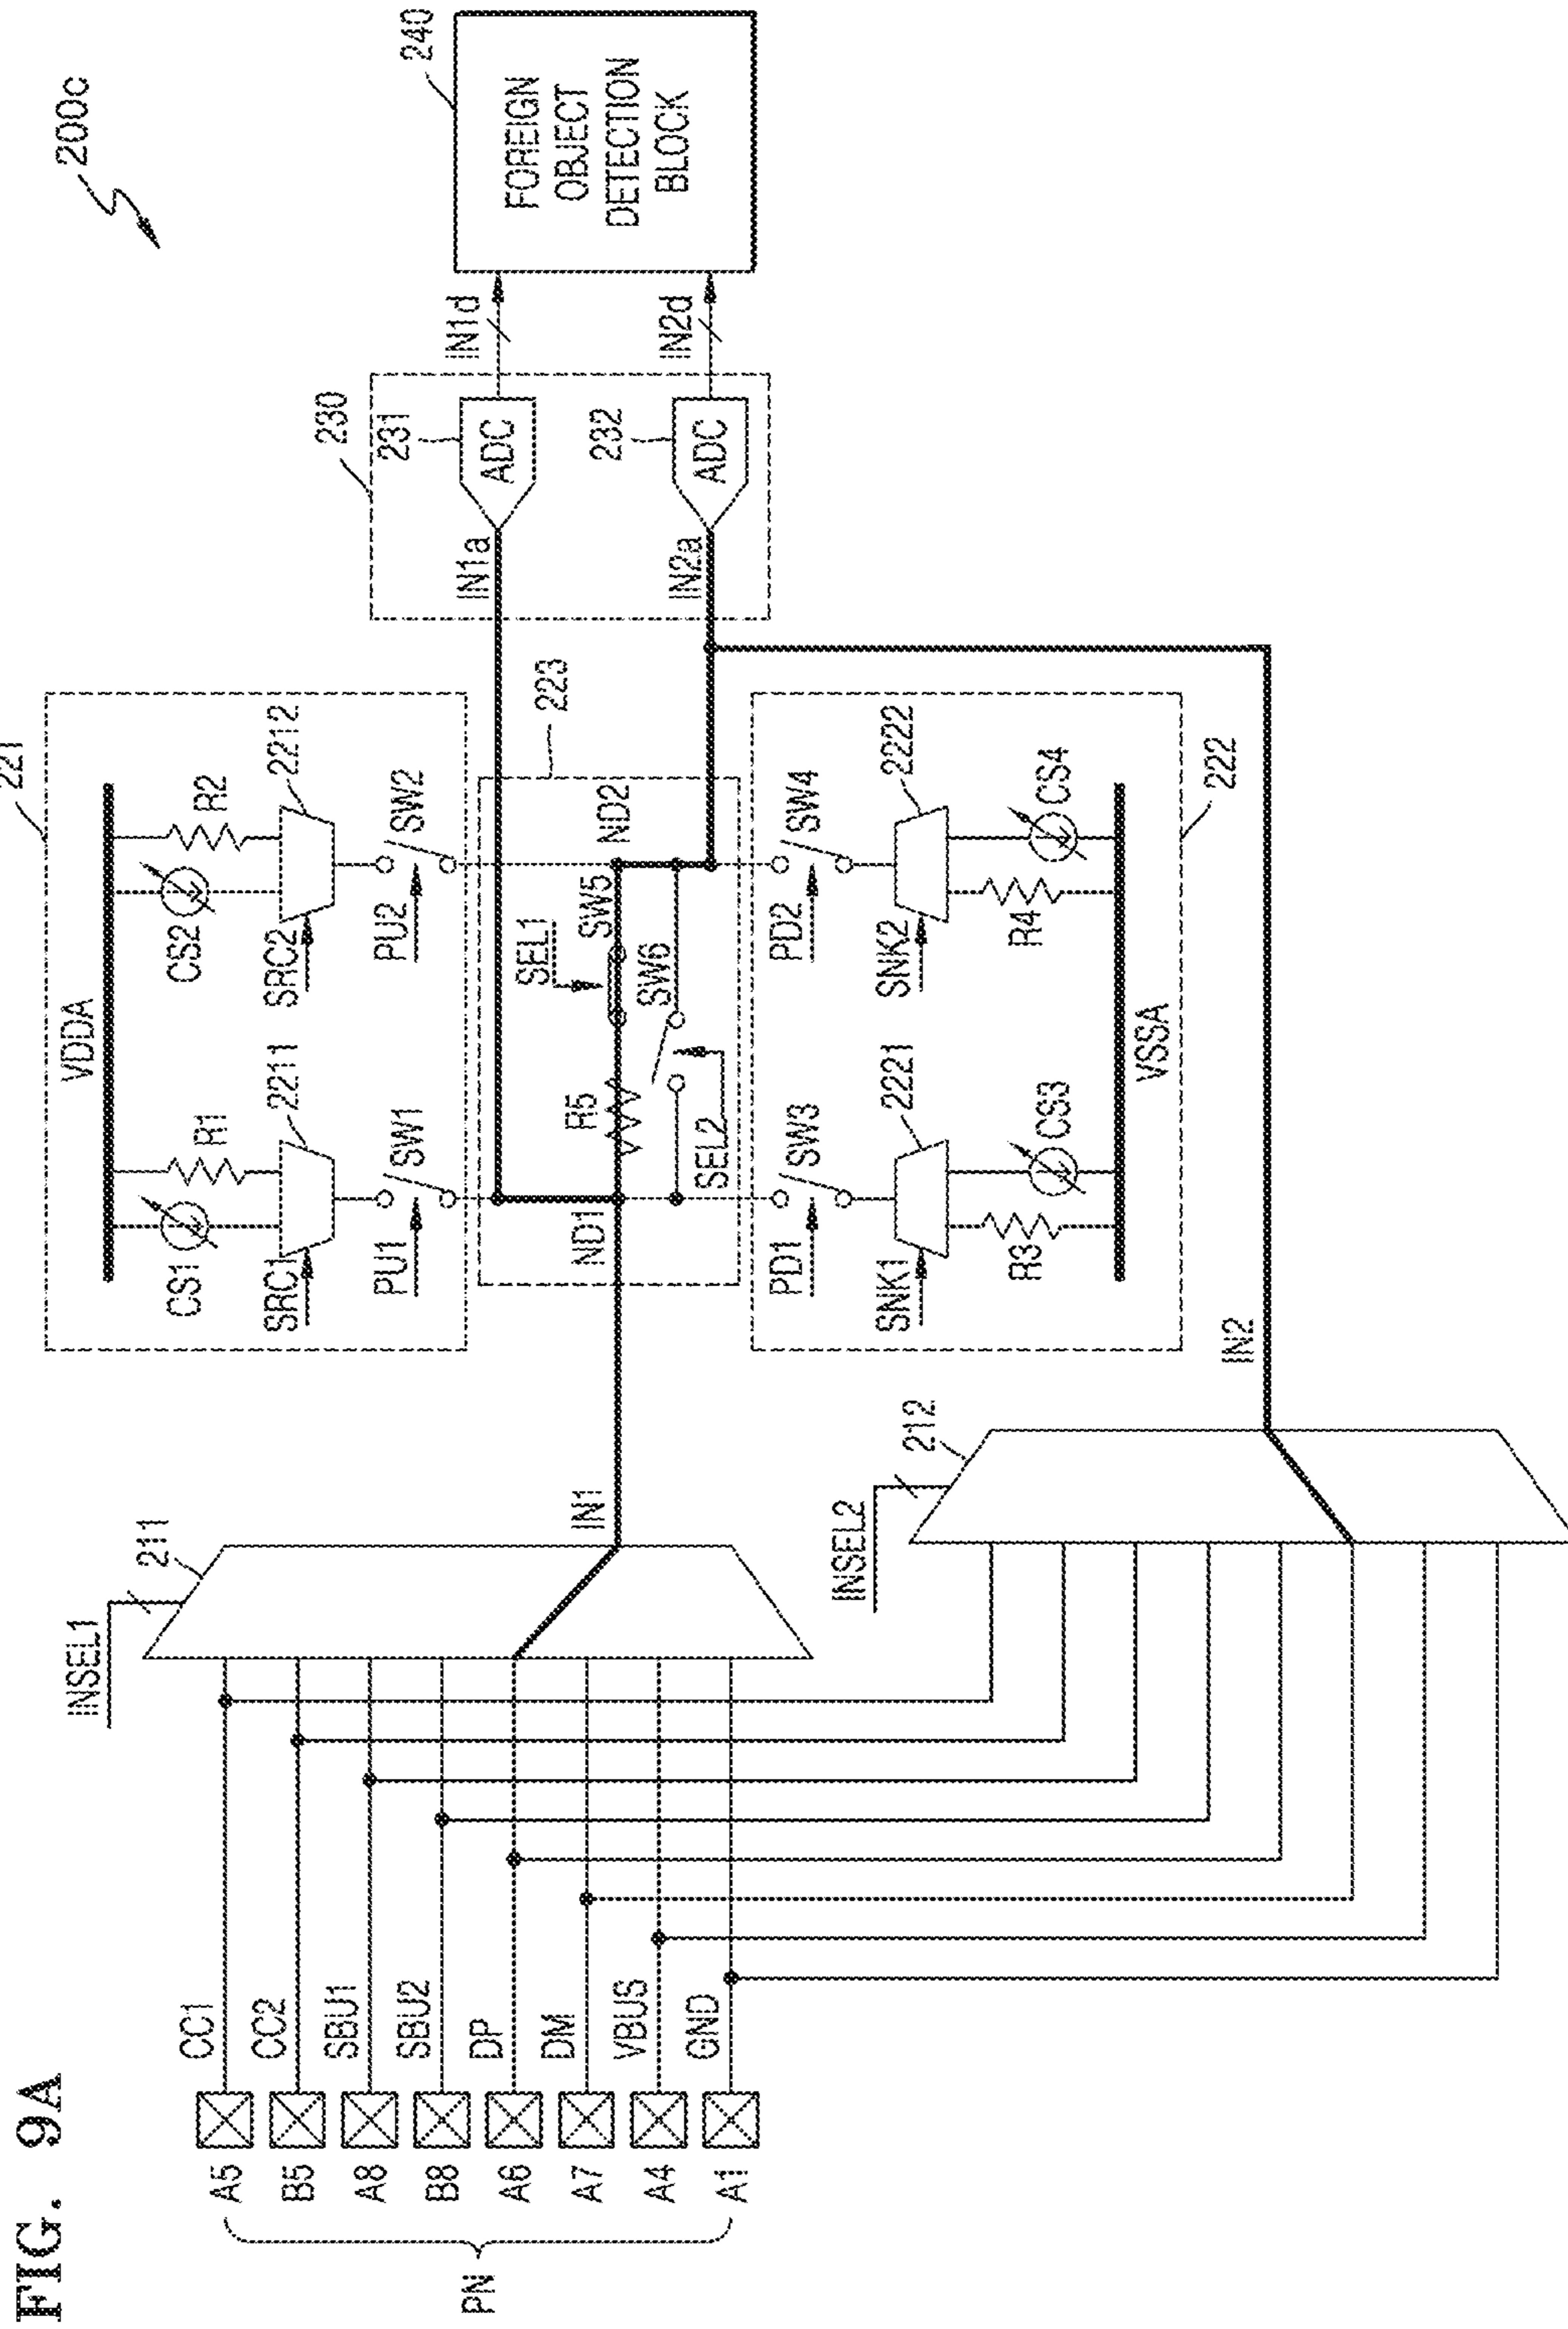 FIG. 9A
200c
221
VDDA
CS1
R1
CS2
R2
SRC1
2211
SRC2
2212
PU1
SW1
PU2
SW2
230
240
INSEL1
211
IN1a
231
ADC
IN1d
FOREIGN
OBJECT
DETECTION
BLOCK
223
SEL1
PN
A5
CC1
B5
CC2
A8
SBU1
B8
SBU2
A6
DP
A7
DM
A4
VBUS
A1
GND
IN1
ND1
R5
SW5
ND2
SW6
SEL2
IN2a
232
ADC
IN2d
PD1
SW3
PD2
SW4
SNK1
2221
SNK2
2222
R3
CS3
R4
CS4
VSSA
222
INSEL2
212
IN2